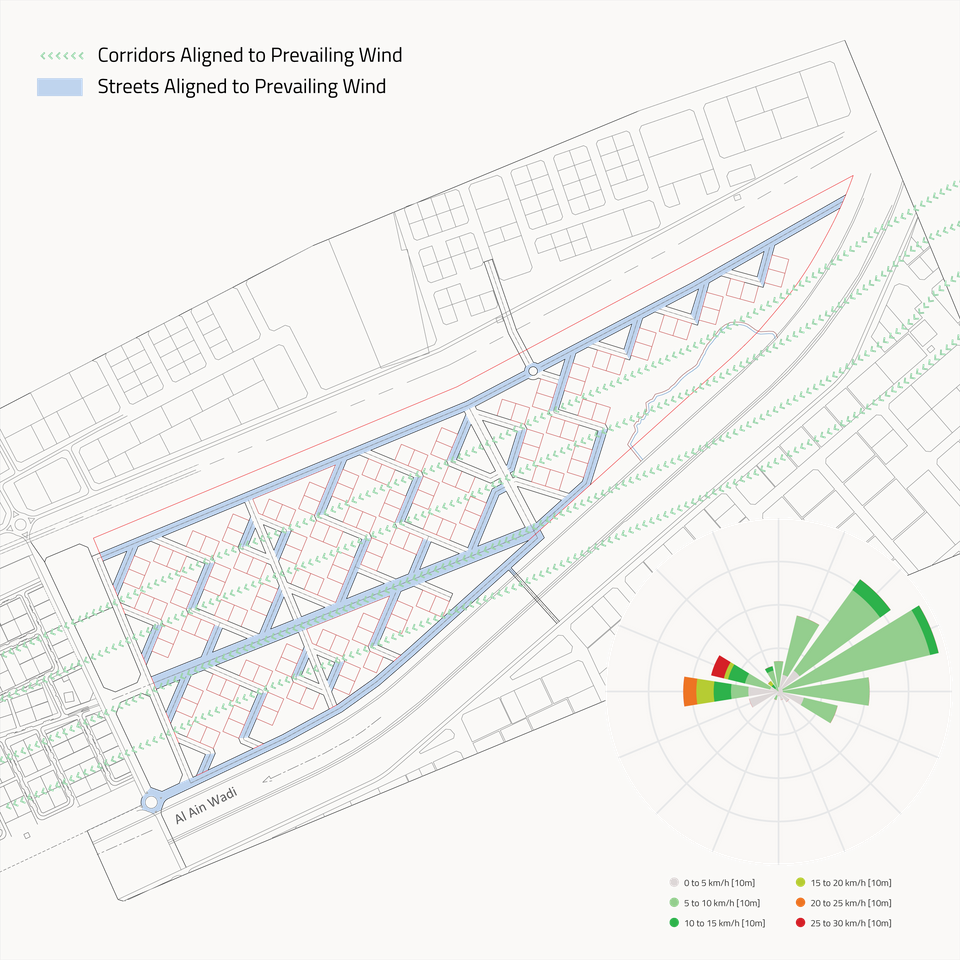 Corridors Aligned to Prevailing Wind
Streets Aligned to Prevailing Wind
Al Ain Wadi
0 to 5 km/h [10m]
5 to 10 km/h [10m]
10 to 15 km/h [10m]
15 to 20 km/h [10m]
20 to 25 km/h [10m]
25 to 30 km/h [10m]